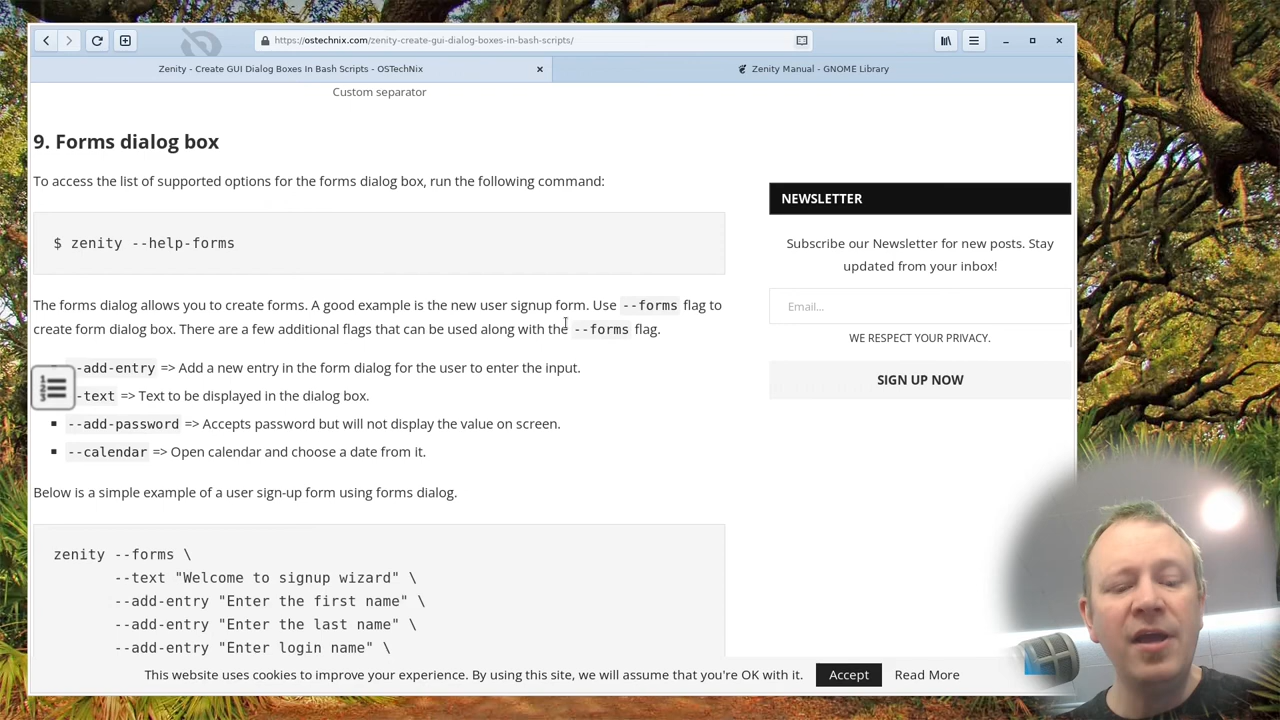 https://ostechnix.com/zenity-create-gui-dialog-boxes-in-bash-scripts/
Zenity - Create GUI Dialog Boxes In Bash Scripts - OSTechNix
Zenity Manual - GNOME Library
Custom separator
9. Forms dialog box
To access the list of supported options for the forms dialog box, run the following command:
$ zenity --help-forms
The forms dialog allows you to create forms. A good example is the new user signup form. Use --forms flag to
create form dialog box. There are a few additional flags that can be used along with the --forms flag.
--add-entry => Add a new entry in the form dialog for the user to enter the input.
-text => Text to be displayed in the dialog box.
--add-password => Accepts password but will not display the value on screen.
--calendar => Open calendar and choose a date from it.
Below is a simple example of a user sign-up form using forms dialog.
zenity --forms \
--text "Welcome to signup wizard" \
--add-entry "Enter the first name" \
--add-entry "Enter the last name" \
--add-entry "Enter login name" \
NEWSLETTER
Subscribe our Newsletter for new posts. Stay
updated from your inbox!
Email...
WE RESPECT YOUR PRIVACY.
SIGN UP NOW
This website uses cookies to improve your experience. By using this site, we will assume that you're OK with it.
Accept
Read More